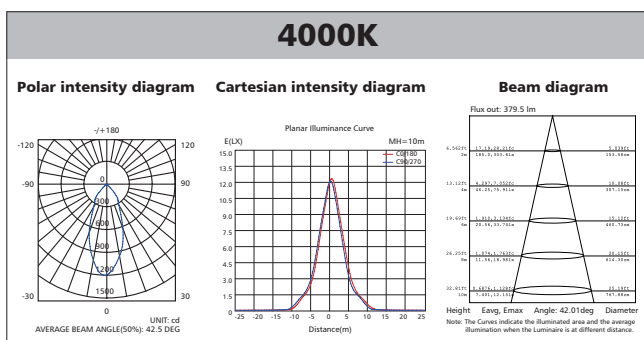 4000K
Polar intensity diagram
Cartesian intensity diagram
Beam diagram
-/+180
-120
120
-90
90
0
300
600
900
1200
1500
-30
30
0
UNIT: cd
AVERAGE BEAM ANGLE(50%): 42.5 DEG
Planar Illuminance Curve
E(LX)
MH=10m
C0/180
C90/270
15.0
13.5
12.0
10.5
9.0
7.5
6.0
4.5
3.0
1.5
0
-25 -20 -15 -10 -5 0 5 10 15 20 25
Distance(m)
Flux out: 379.5 lm
6.562ft
2m
13.12ft
4m
19.69ft
6m
26.25ft
8m
32.81ft
10m
Height Eavg, Emax Angle: 42.01deg Diameter
Note: The Curves indicate the illuminated area and the average
illumination when the Luminaire is at different distance.